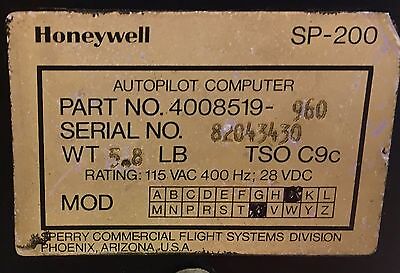 Honeywell SP-200
AUTOPILOT COMPUTER
PART NO. 4008519-960
SERIAL NO. 82043430
WT 5.8 LB TSO C9c
RATING: 115 VAC 400 Hz; 28 VDC
MOD
A B C D E F G H K L
M N P R S T V W Y Z
SPERRY COMMERCIAL FLIGHT SYSTEMS DIVISION
PHOENIX, ARIZONA, U.S.A.